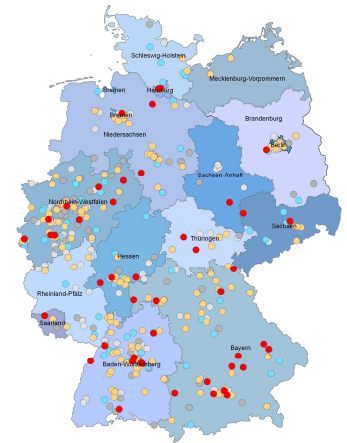 Schleswig-Holstein
Mecklenburg-Vorpommern
Bremen
Hamburg
Bremen
Brandenburg
Niedersachsen
Berlin
Sachsen-Anhalt
Nordrhein-Westfalen
Sachsen
Thüringen
Hessen
Rheinland-Pfalz
Saarland
Bayern
Baden-Württemberg